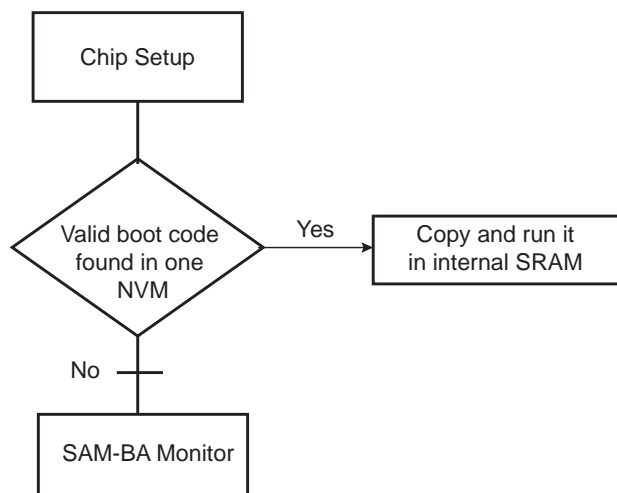 Chip Setup
Valid boot code
found in one
NVM
Yes
Copy and run it
in internal SRAM
No
SAM-BA Monitor